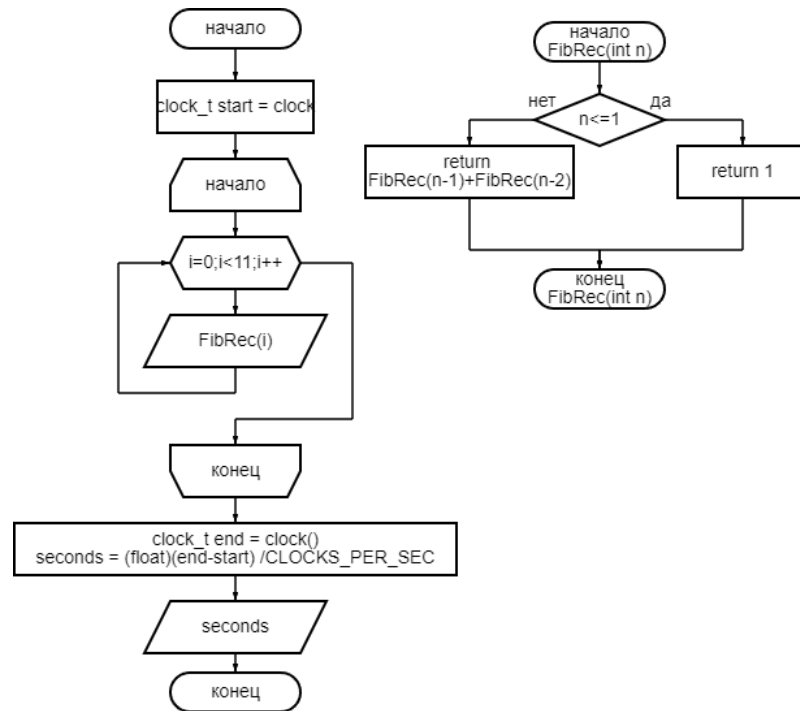 начало
clock_t start = clock
начало
i=0;i<11;i++
FibRec(i)
конец
clock_t end = clock()
seconds = (float)(end-start) /CLOCKS_PER_SEC
seconds
конец
начало
FibRec(int n)
нет
да
n<=1
return
FibRec(n-1)+FibRec(n-2)
return 1
конец
FibRec(int n)